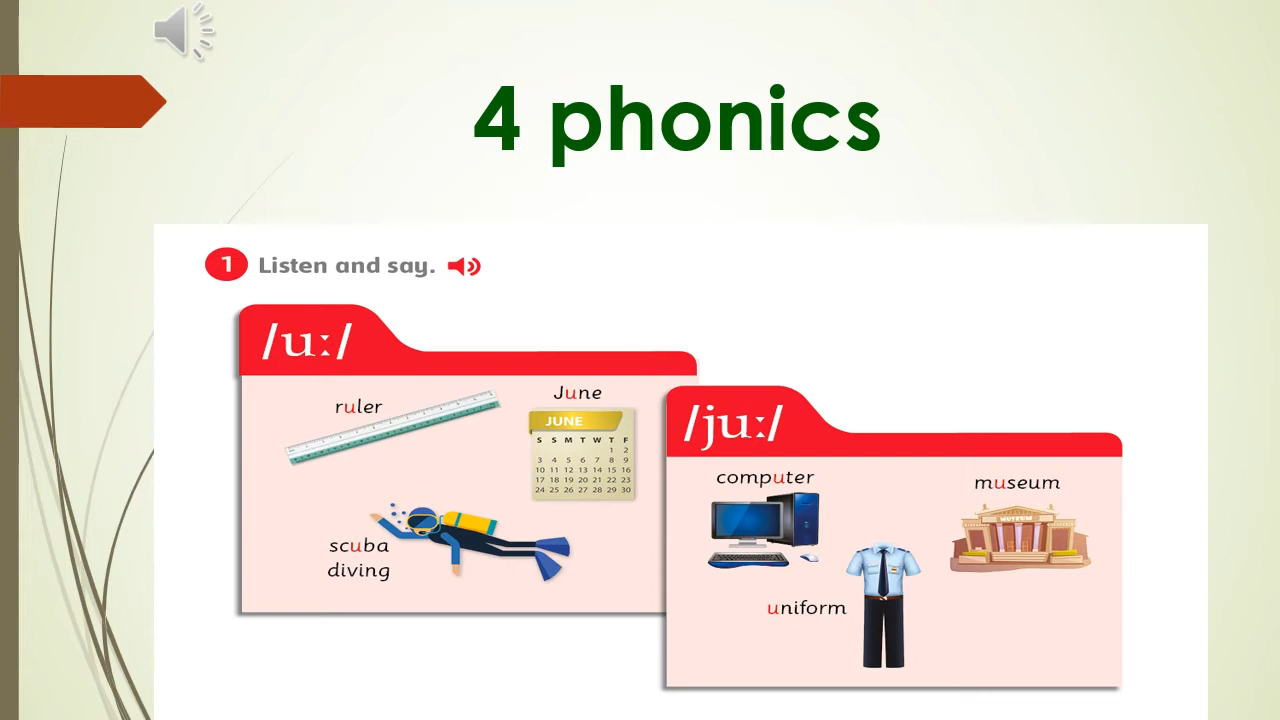 4 phonics
1 Listen and say.
/uː/
ruler
June
JUNE
S S M T W T F
1 2
3 4 5 6 7 8 9
10 11 12 13 14 15 16
17 18 19 20 21 22 23
24 25 26 27 28 29 30
scuba
diving
/juː/
computer
museum
MUSEUM
uniform